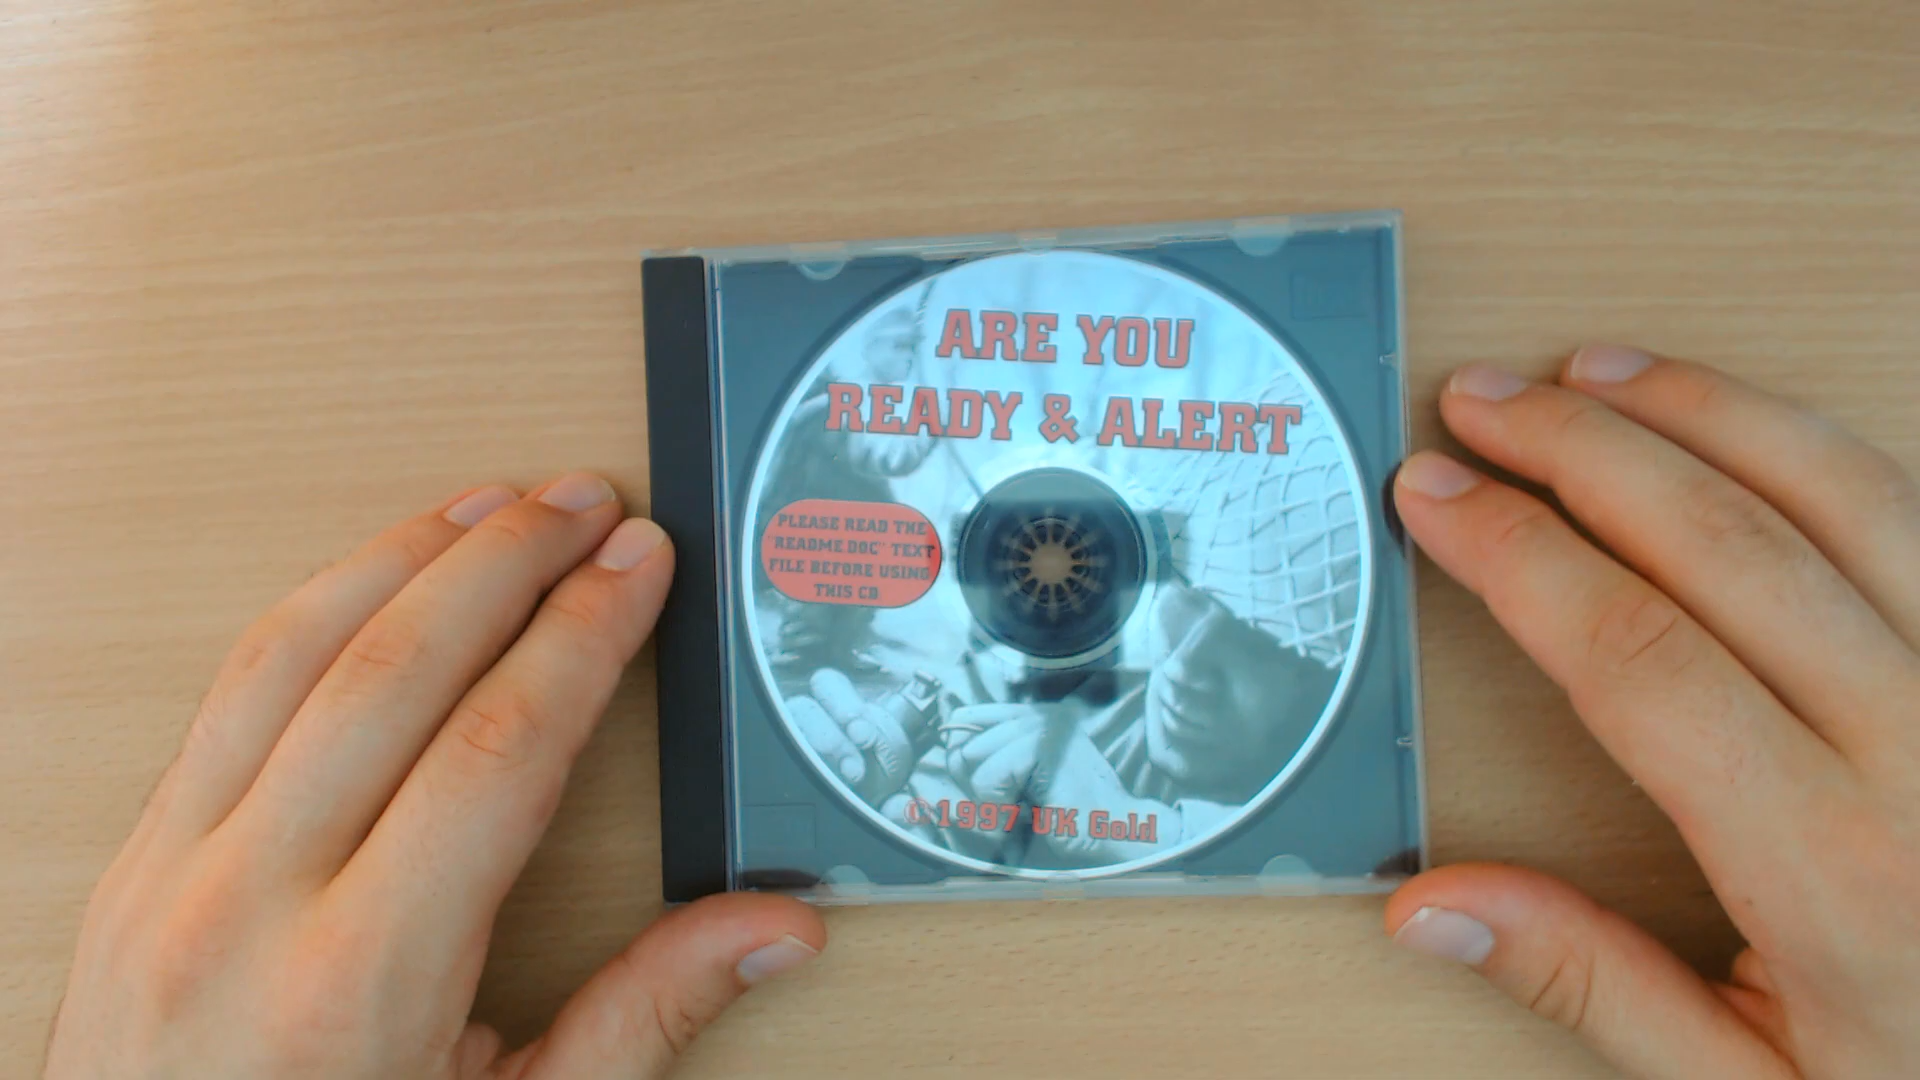 ARE YOU
READY & ALERT
PLEASE READ THE
"README DOC" TEXT
FILE BEFORE USING
THIS CD
©1997 UK Gold